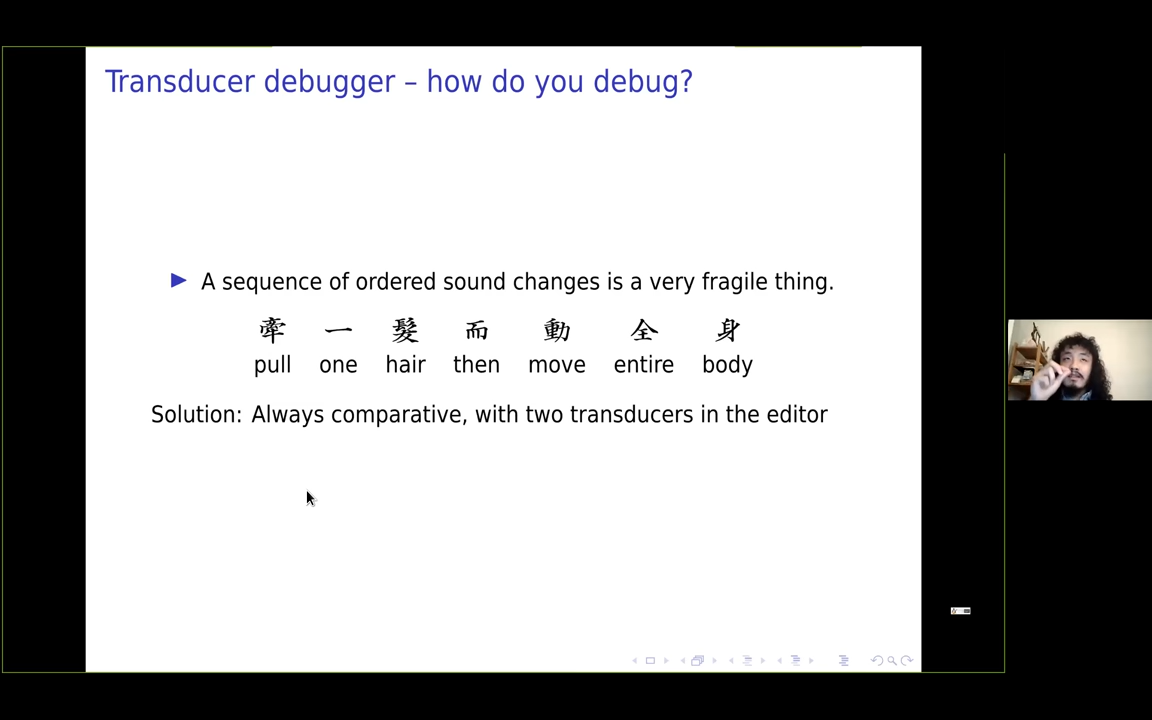 Transducer debugger – how do you debug?
A sequence of ordered sound changes is a very fragile thing.
牽 一 髮 而 動 全 身
pull one hair then move entire body
Solution: Always comparative, with two transducers in the editor